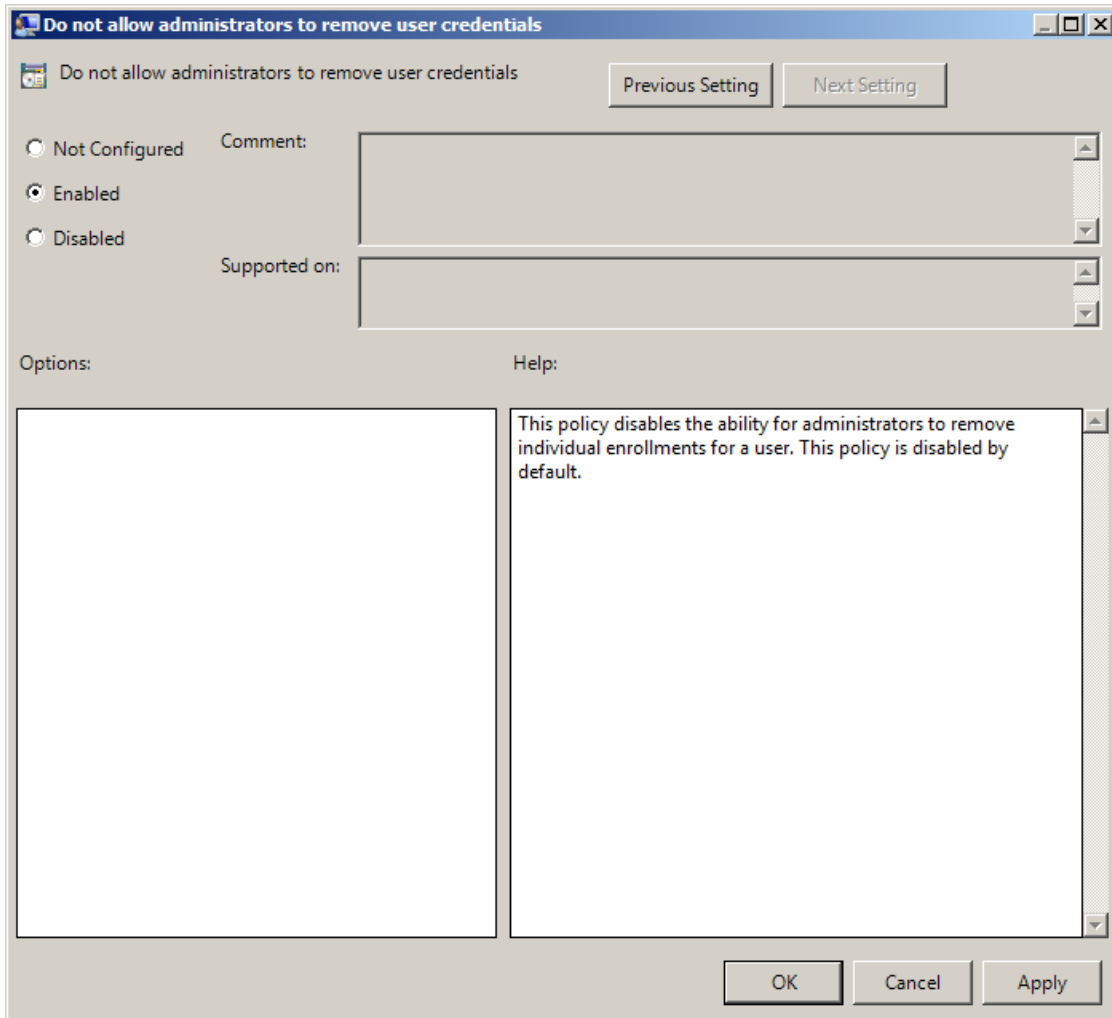 Do not allow administrators to remove user credentials
Do not allow administrators to remove user credentials
Previous Setting
Next Setting
Not Configured
Comment:
Enabled
Disabled
Supported on:
Options:
Help:
This policy disables the ability for administrators to remove
individual enrollments for a user. This policy is disabled by
default.
OK
Cancel
Apply